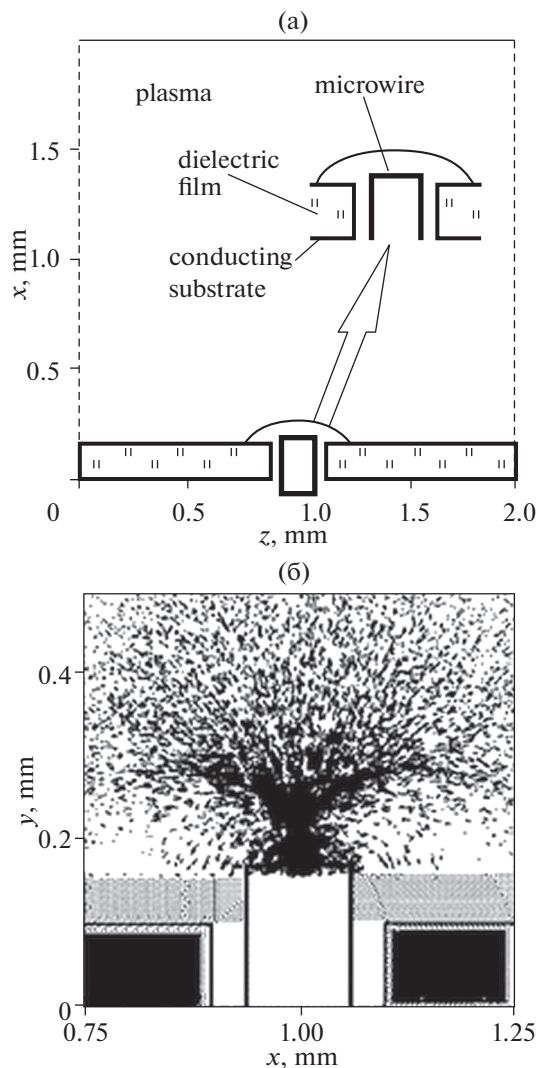 (а)
plasma
microwire
dielectric
film
conducting
substrate
1.5
1.0
0.5
x, mm
0
0.5
1.0
1.5
2.0
z, mm
(б)
0.4
0.2
0
y, mm
0.75
1.00
1.25
x, mm